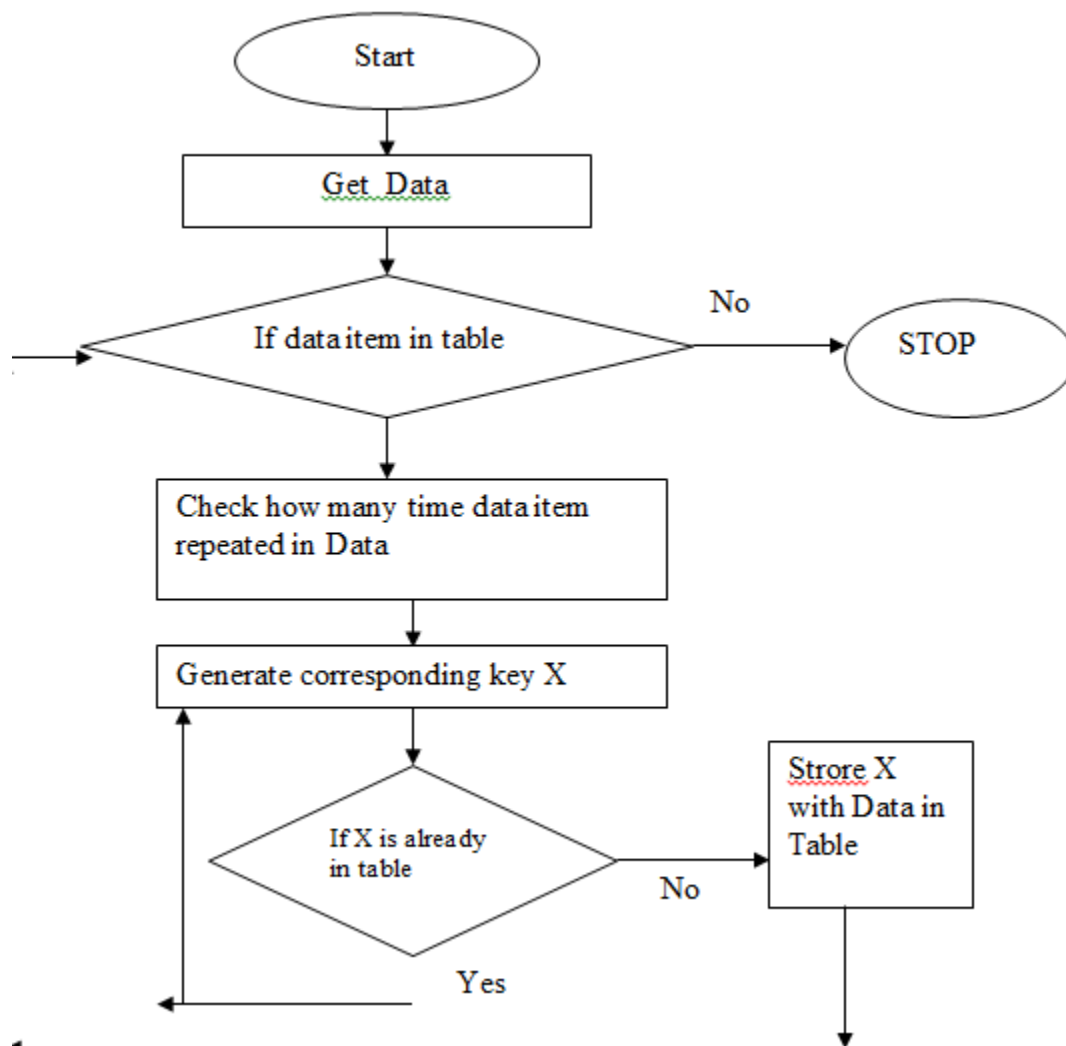 Start
Get Data
If data item in table
No
STOP
Check how many time data item
repeated in Data
Generate corresponding key X
If X is already
in table
No
Strore X
with Data in
Table
Yes